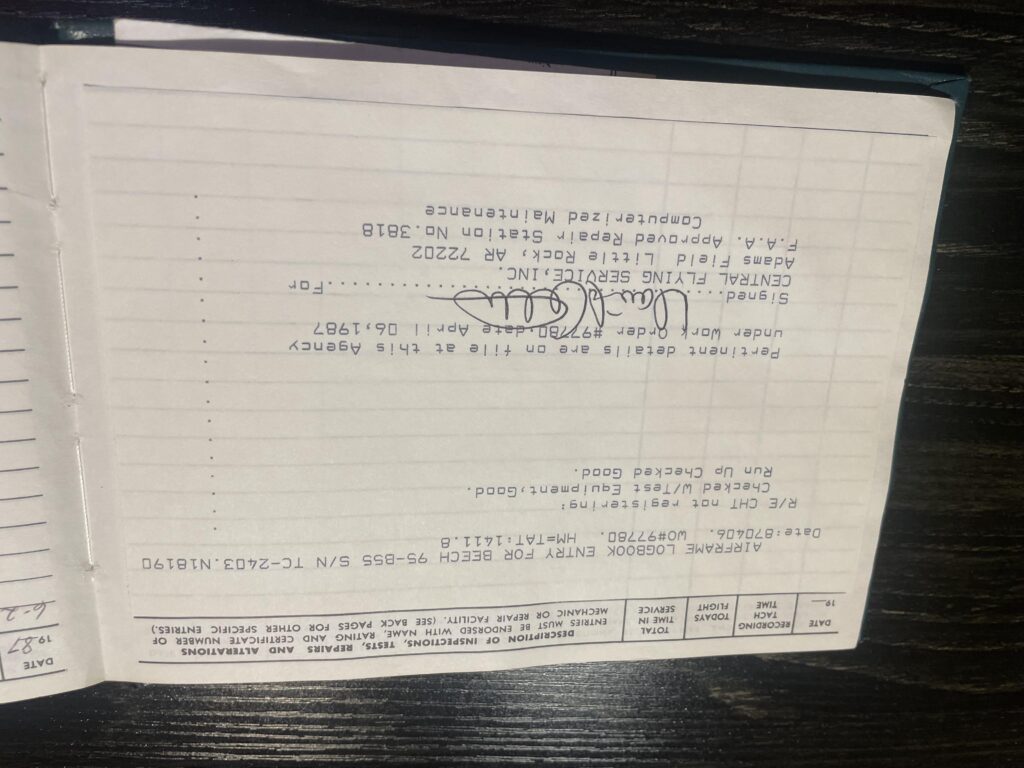 DATE
19
RECORDING
TACH
TIME
TODAYS
FLIGHT
TOTAL
TIME IN
SERVICE
DESCRIPTION OF INSPECTIONS, TESTS, REPAIRS AND ALTERATIONS
ENTRIES MUST BE ENDORSED WITH NAME, RATING AND CERTIFICATE NUMBER OF
MECHANIC OR REPAIR FACILITY. (SEE BACK PAGES FOR OTHER SPECIFIC ENTRIES.)
AIRFRAME LOGBOOK ENTRY FOR BEECH 95-B55 S/N TC-2403.N18190
Date:870406. WO#97780. HM=TAT:1411.8
R/E CHT not registering:
Checked W/Test Equipment,Good.
Run Up Checked Good.
Pertinent details are on file at this Agency
under Work Order #97780,date April 06,1987
Signed..............................For
CENTRAL FLYING SERVICE,INC.
Adams Field Little Rock, AR 72202
F.A.A. Approved Repair Station No.3818
Computerized Maintenance
DATE
19 87
6-2